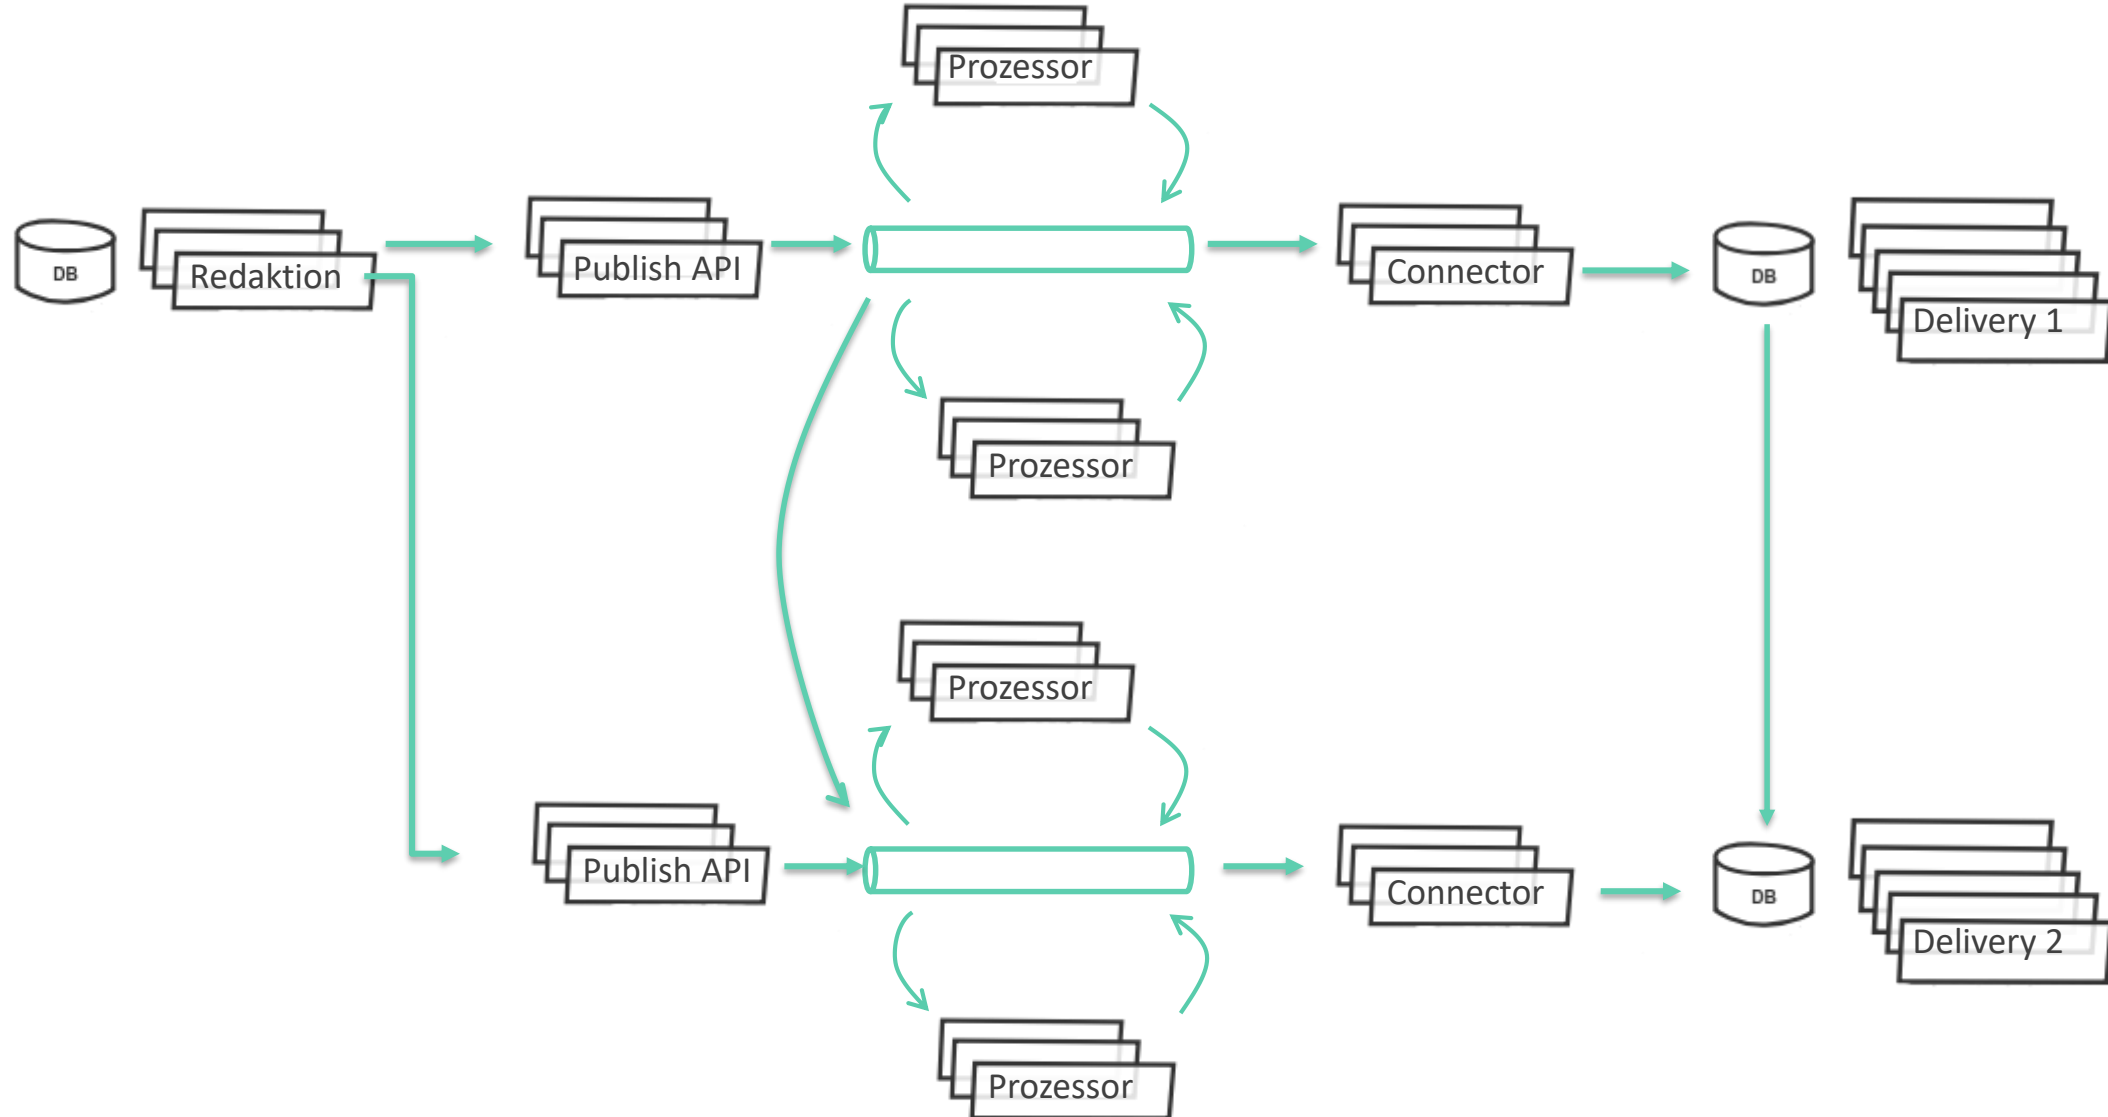 Prozessor
DB
Redaktion
Publish API
Connector
DB
Delivery 1
Prozessor
Prozessor
Publish API
Connector
DB
Delivery 2
Prozessor